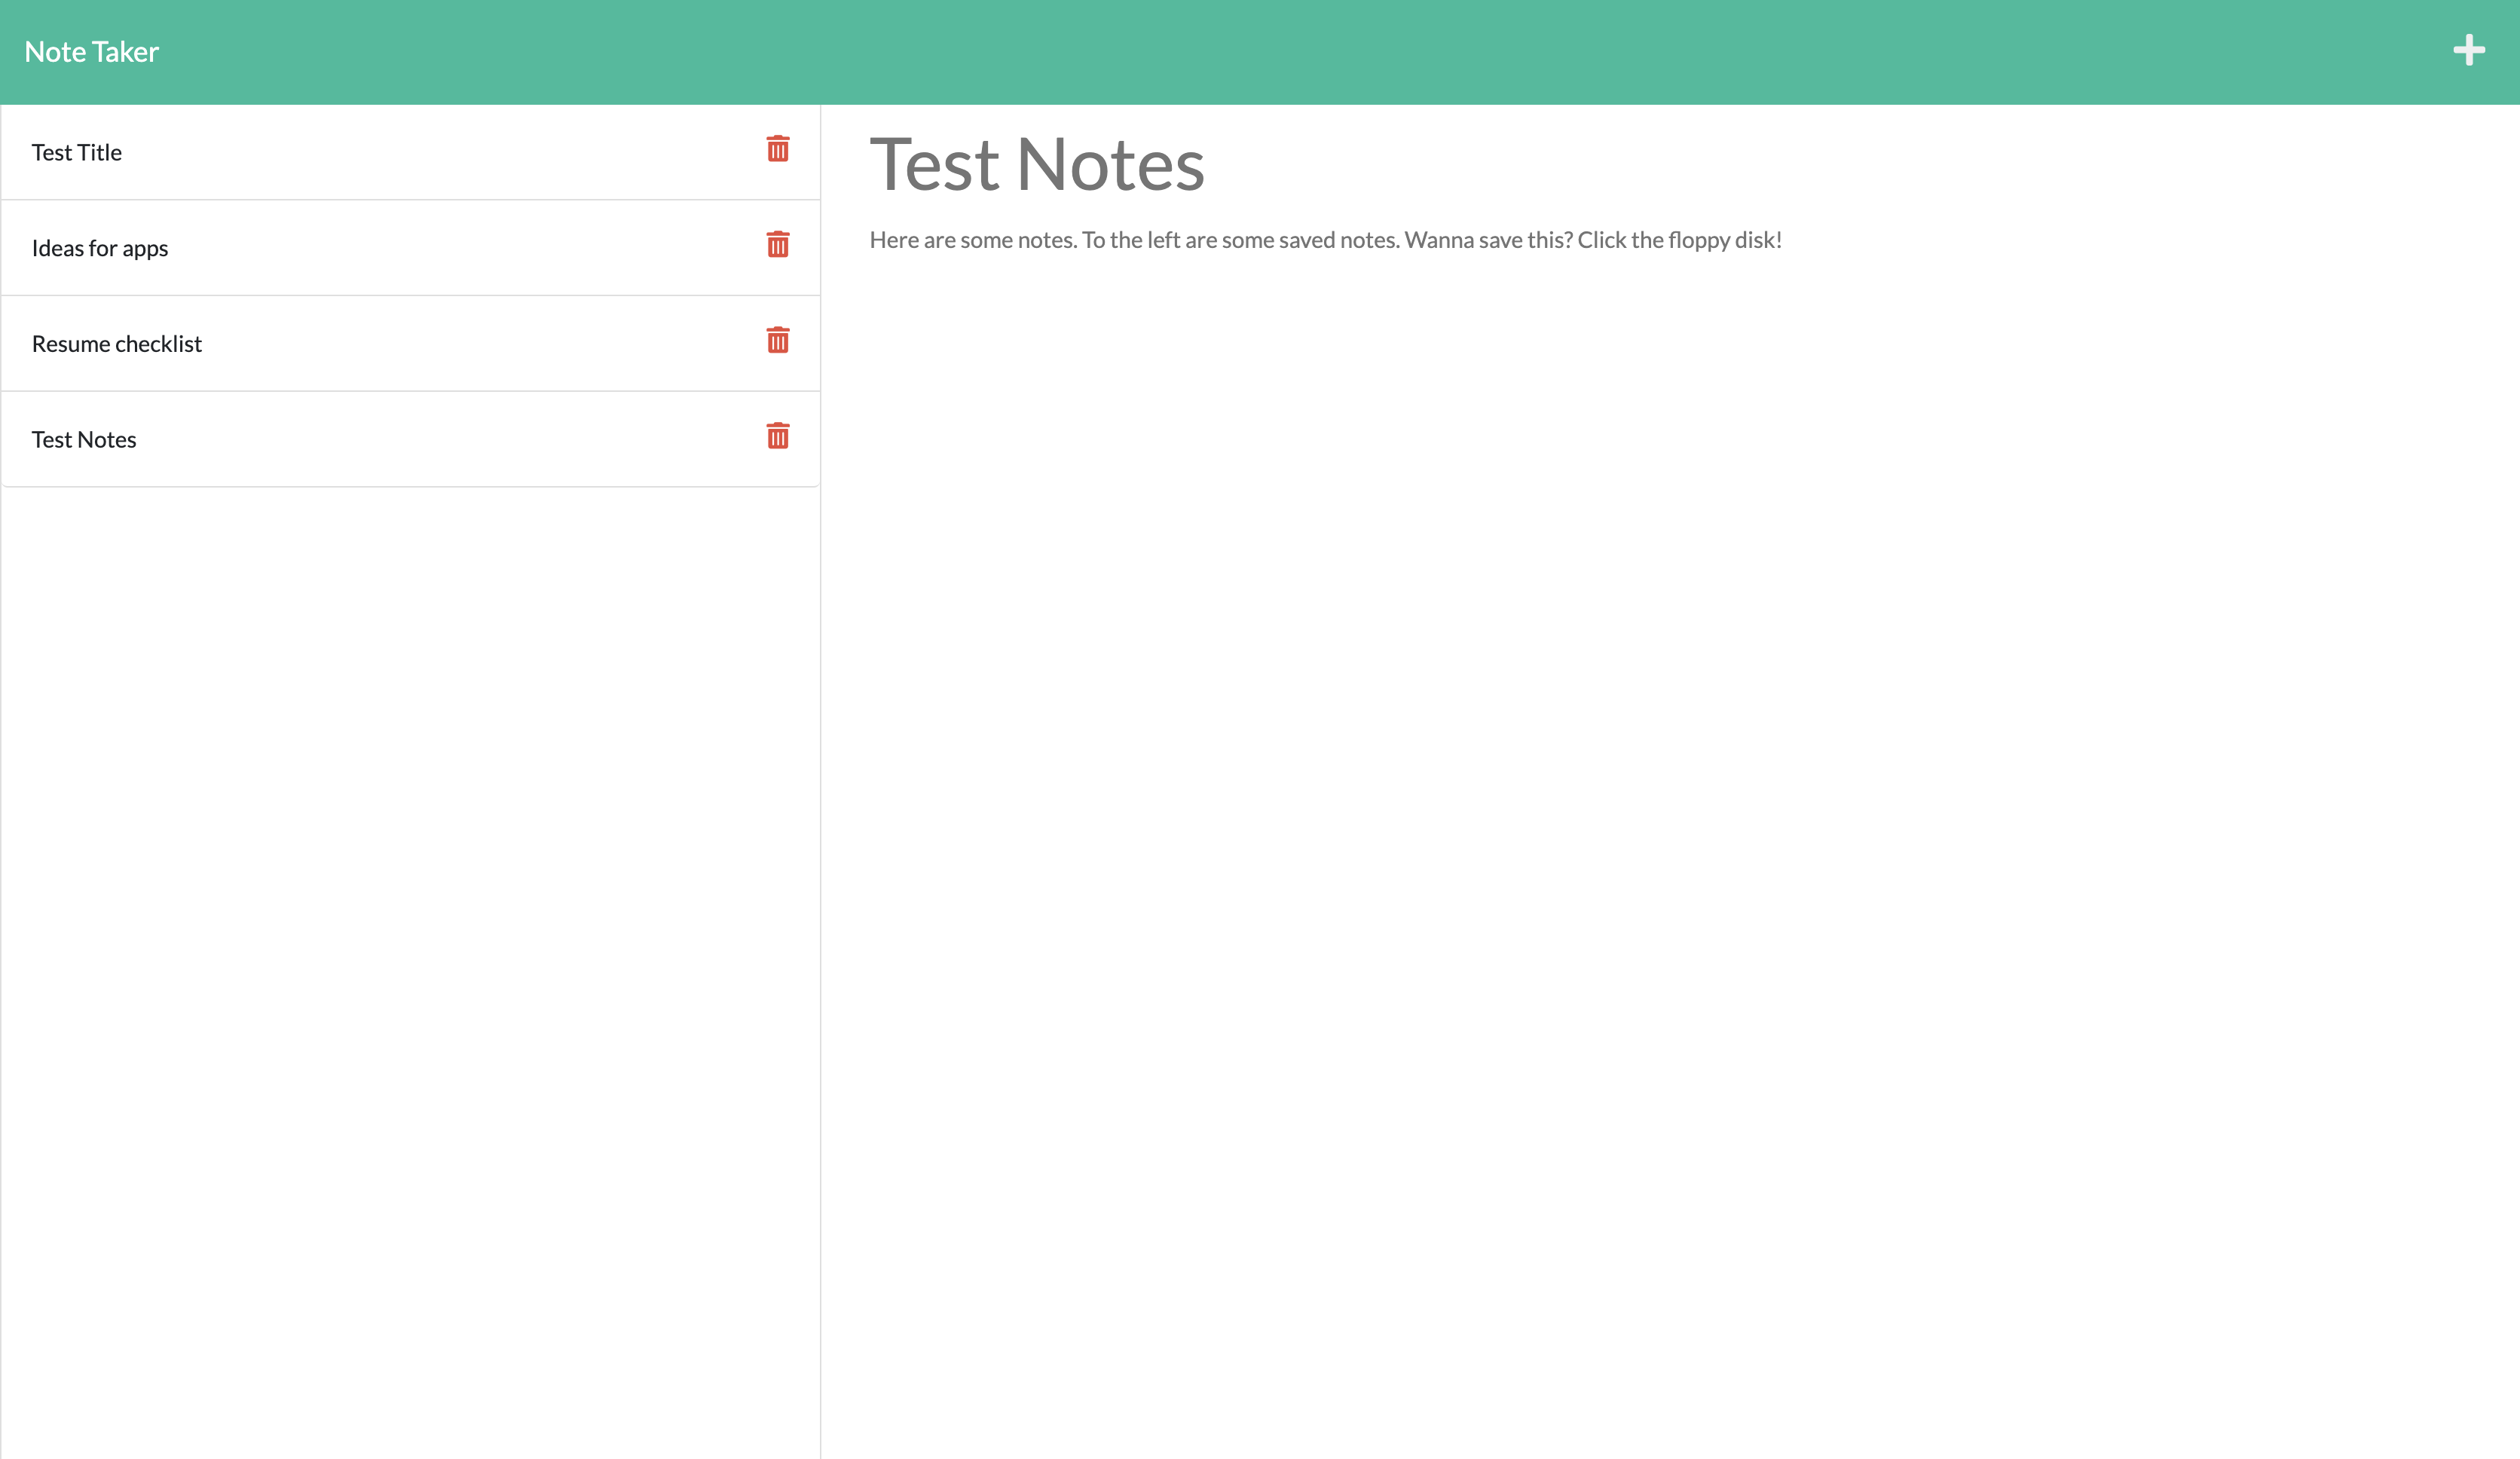 Note Taker
Test Title
Ideas for apps
Resume checklist
Test Notes
Test Notes
Here are some notes. To the left are some saved notes. Wanna save this? Click the floppy disk!